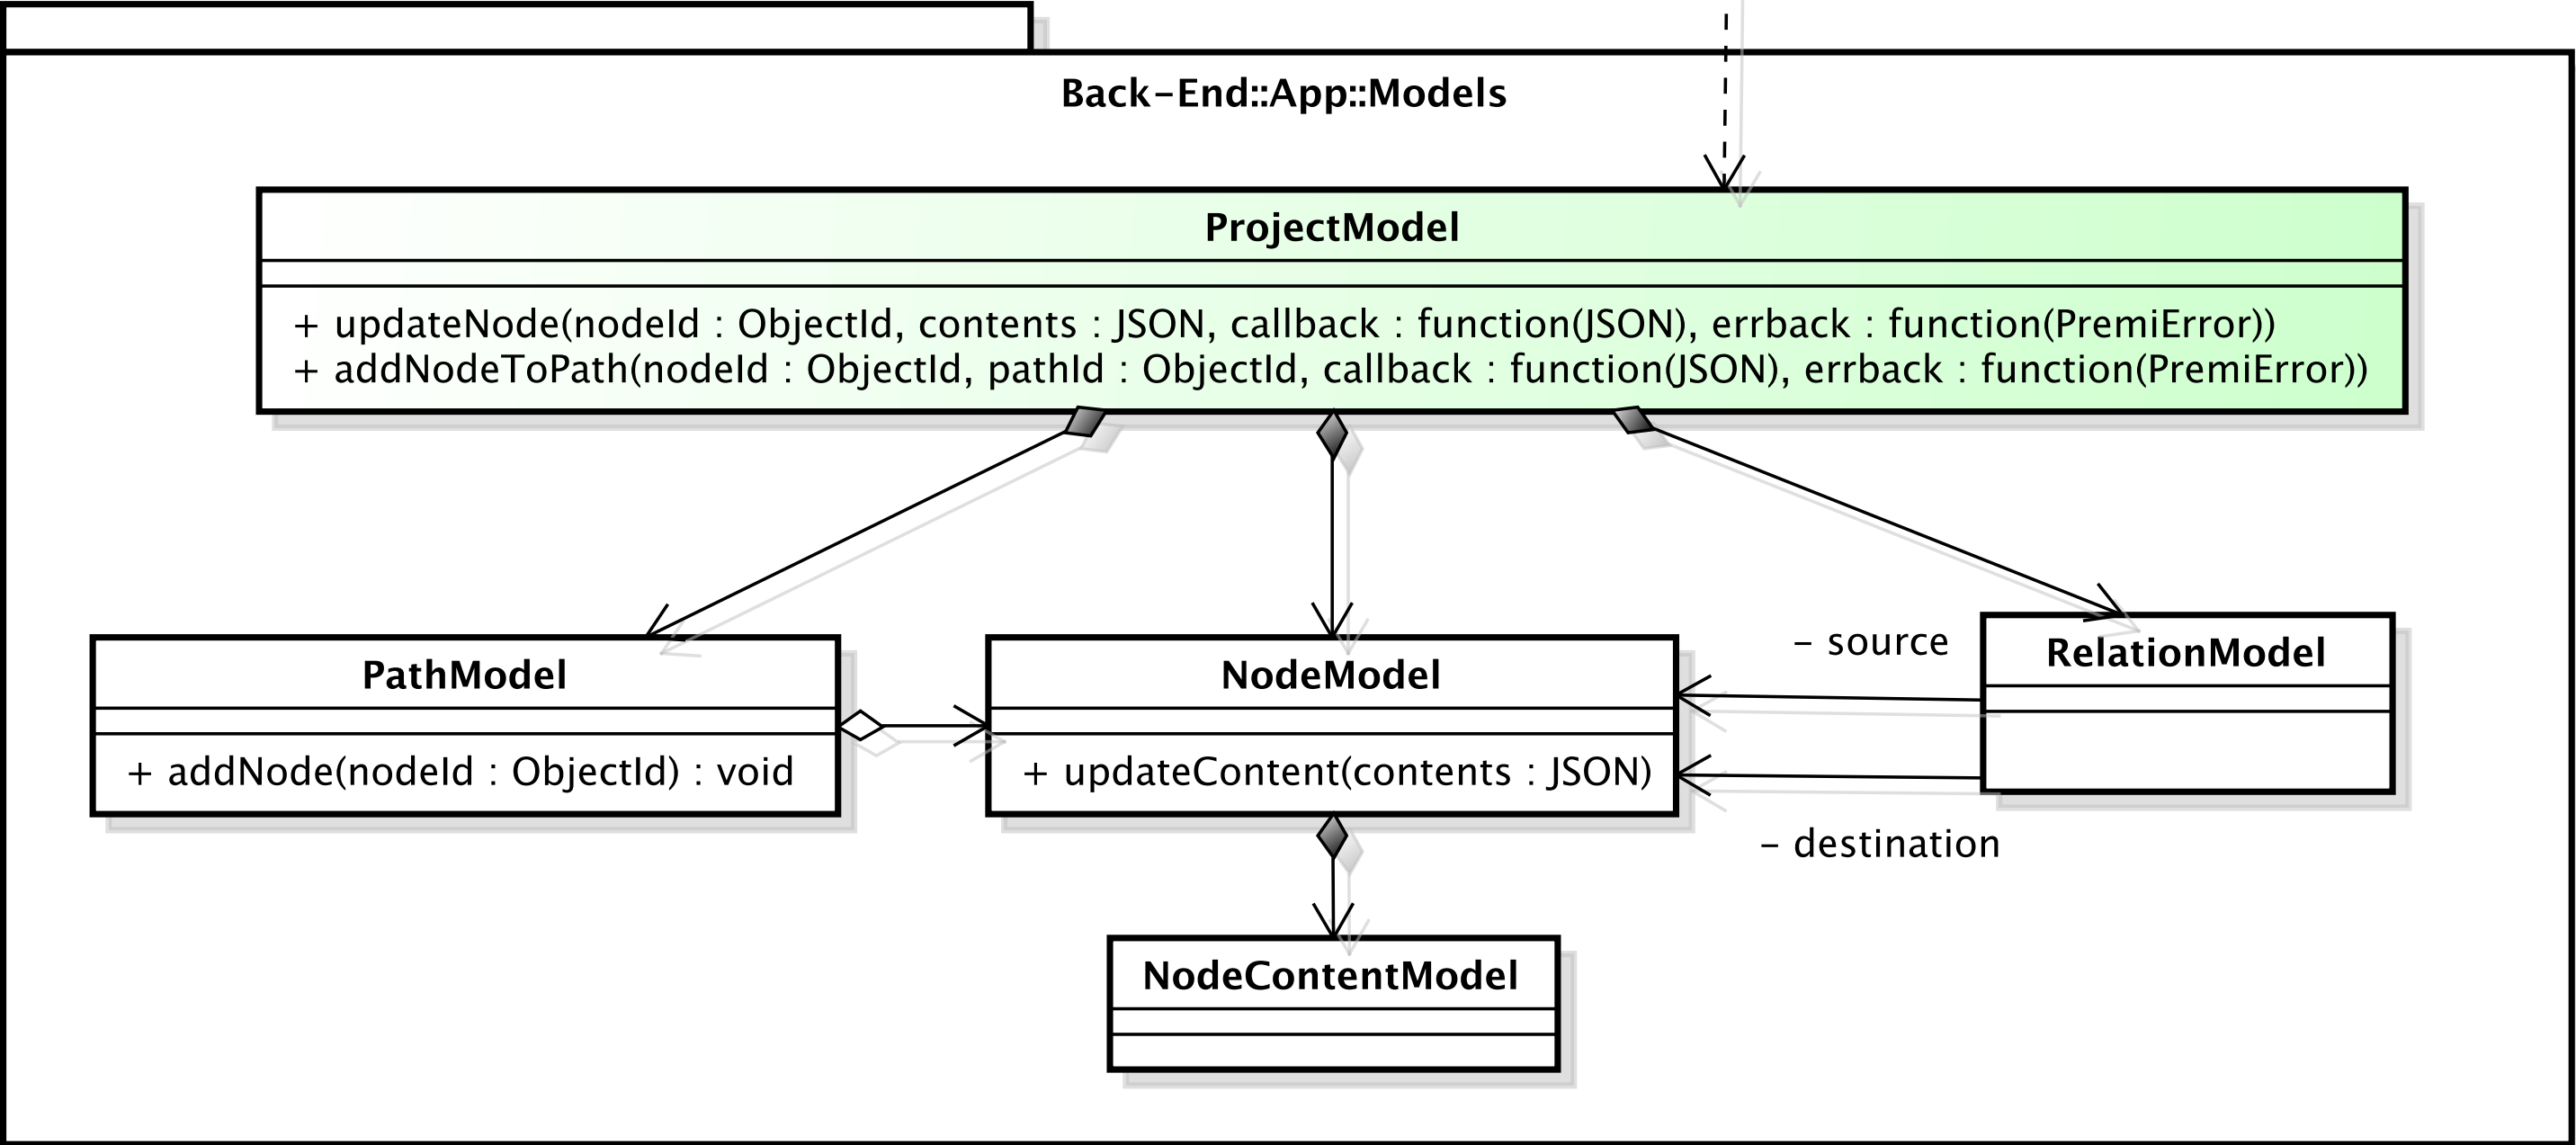 Back-End::App::Models
ProjectModel
+ updateNode(nodeId : ObjectId, contents : JSON, callback : function(JSON), errback : function(PremiError))
+ addNodeToPath(nodeId : ObjectId, pathId : ObjectId, callback : function(JSON), errback : function(PremiError))
PathModel
+ addNode(nodeId : ObjectId) : void
NodeModel
+ updateContent(contents : JSON)
- source
RelationModel
- destination
NodeContentModel